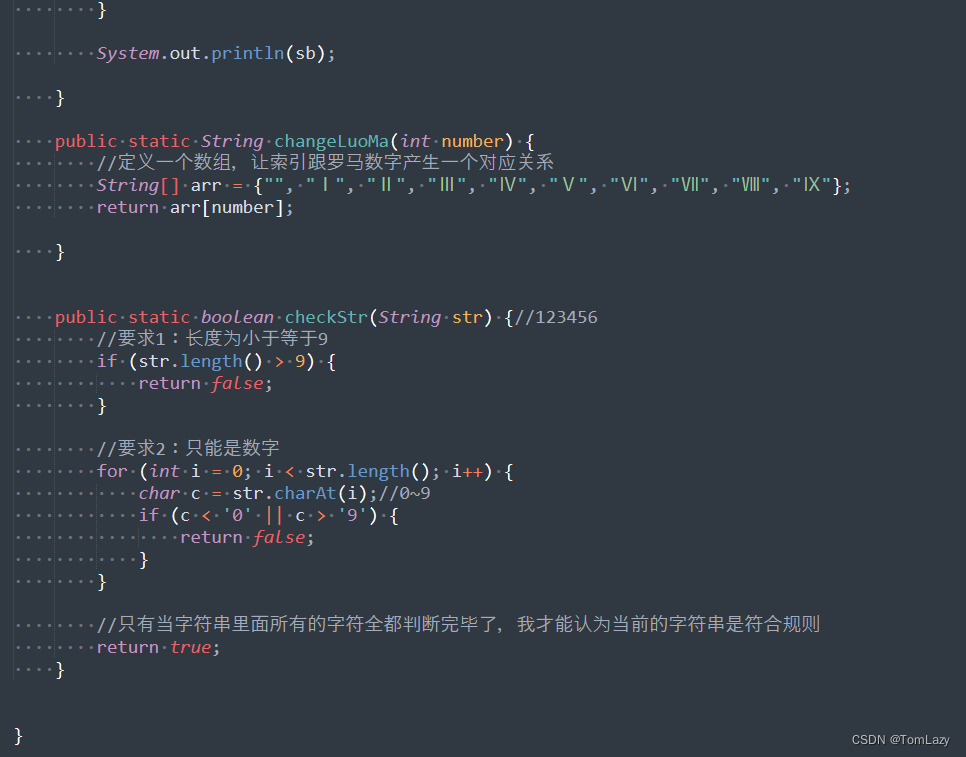 }
System.out.println(sb);
}
public static String changeLuoMa(int number) {
//定义一个数组，让索引跟罗马数字产生一个对应关系
String[] arr = {"", "Ⅰ", "Ⅱ", "Ⅲ", "Ⅳ", "Ⅴ", "Ⅵ", "Ⅶ", "Ⅷ", "Ⅸ"};
return arr[number];
}
public static boolean checkStr(String str) {//123456
//要求1：长度为小于等于9
if (str.length() > 9) {
return false;
}
//要求2：只能是数字
for (int i = 0; i < str.length(); i++) {
char c = str.charAt(i);//0~9
if (c < '0' || c > '9') {
return false;
}
}
//只有当字符串里面所有的字符全都判断完毕了，我才能认为当前的字符串是符合规则
return true;
}
}
CSDN @TomLazy